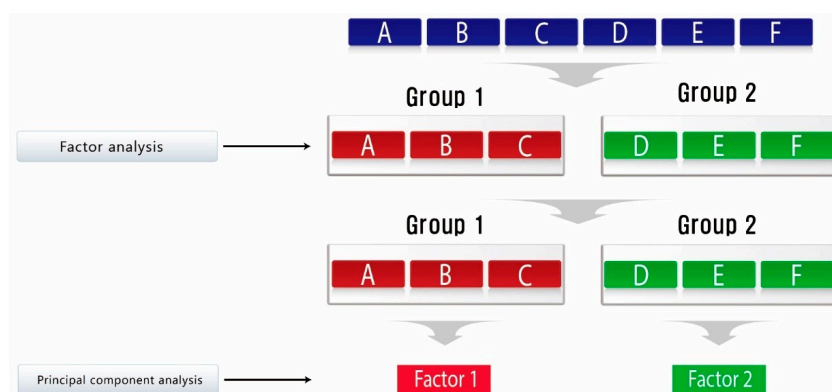 A B C D E F
Group 1 Group 2
Factor analysis A B C D E F
Group 1 Group 2
A B C D E F
Principal component analysis Factor 1 Factor 2